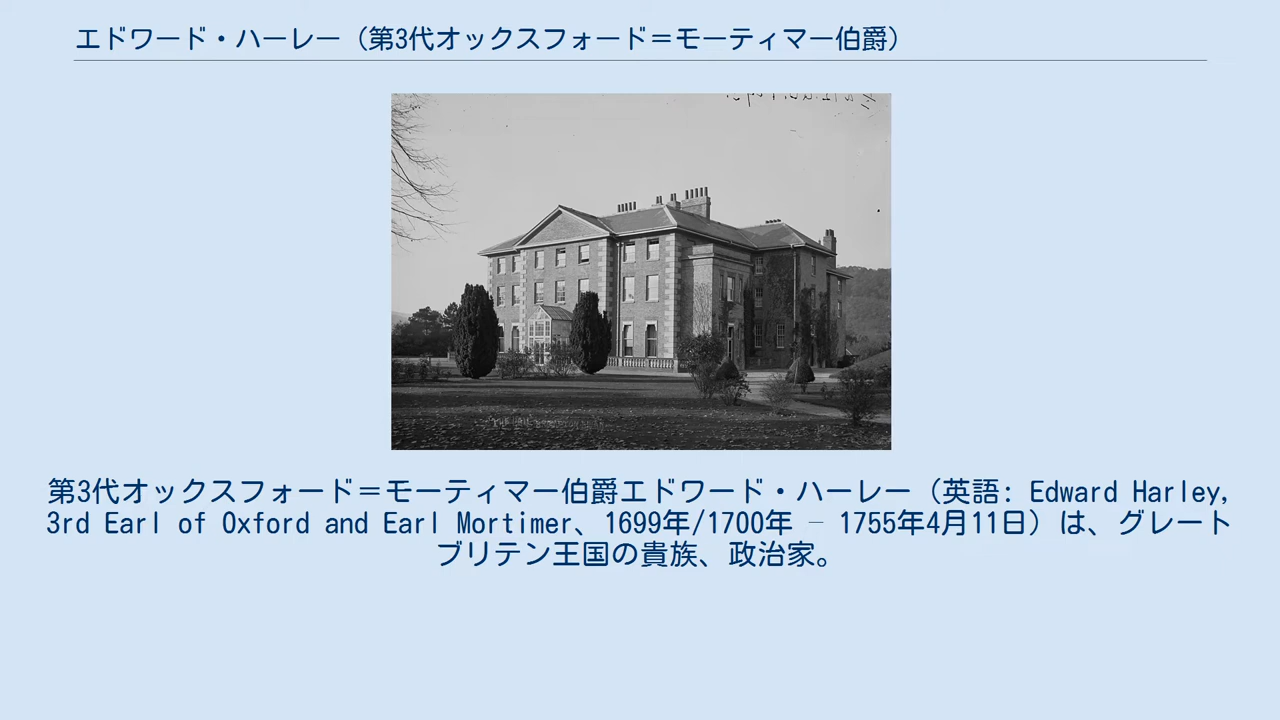 エドワード・ハーレー（第3代オックスフォード＝モーティマー伯爵）
第3代オックスフォード＝モーティマー伯爵エドワード・ハーレー（英語: Edward Harley,
3rd Earl of Oxford and Earl Mortimer、1699年/1700年 – 1755年4月11日）は、グレート
ブリテン王国の貴族、政治家。